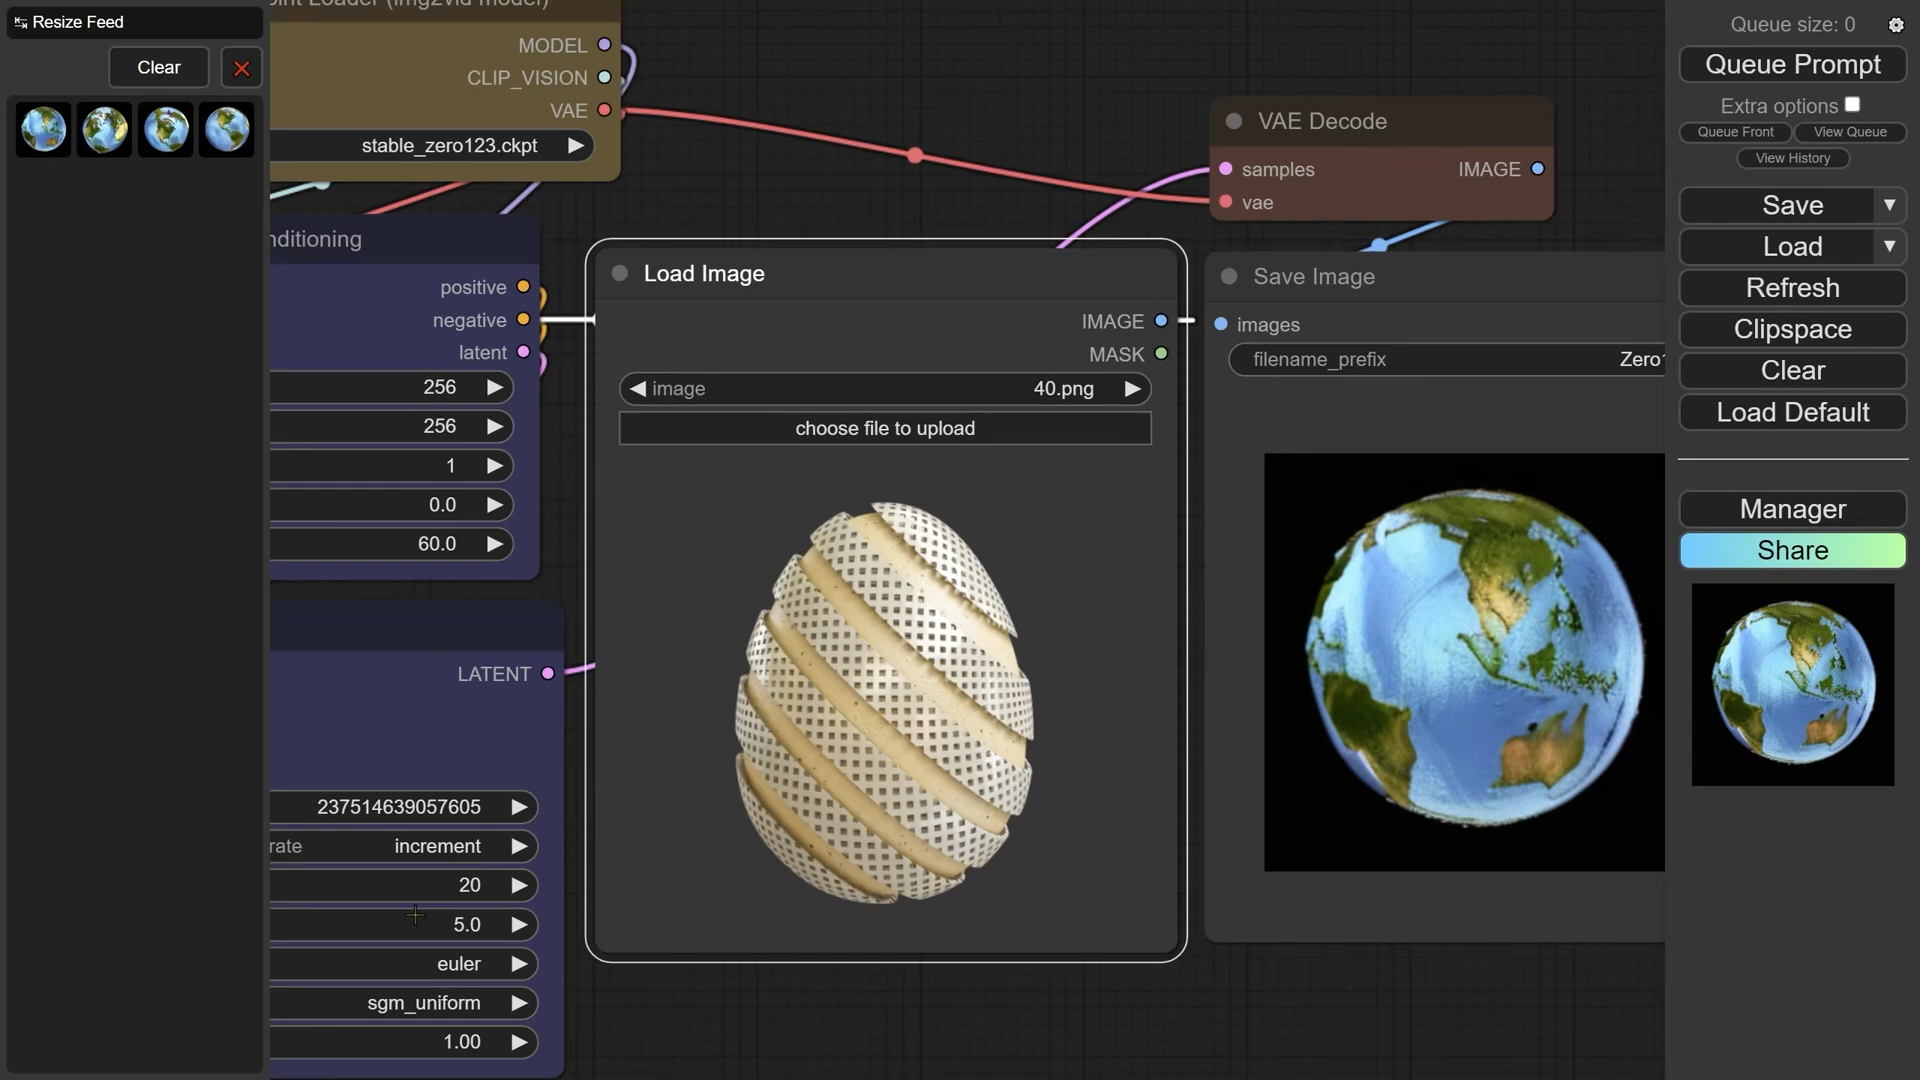 Resize Feed
Clear
(img2vid model)
MODEL
CLIP_VISION
VAE
stable_zero123.ckpt
nditioning
positive
negative
latent
256
256
1
0.0
60.0
LATENT
237514639057605
rate increment
20
5.0
euler
sgm_uniform
1.00
Load Image
IMAGE
MASK
image 40.png
choose file to upload
VAE Decode
samples IMAGE
vae
Save Image
images
filename_prefix Zero1
Queue size: 0
Queue Prompt
Extra options
Queue Front View Queue
View History
Save
Load
Refresh
Clipspace
Clear
Load Default
Manager
Share